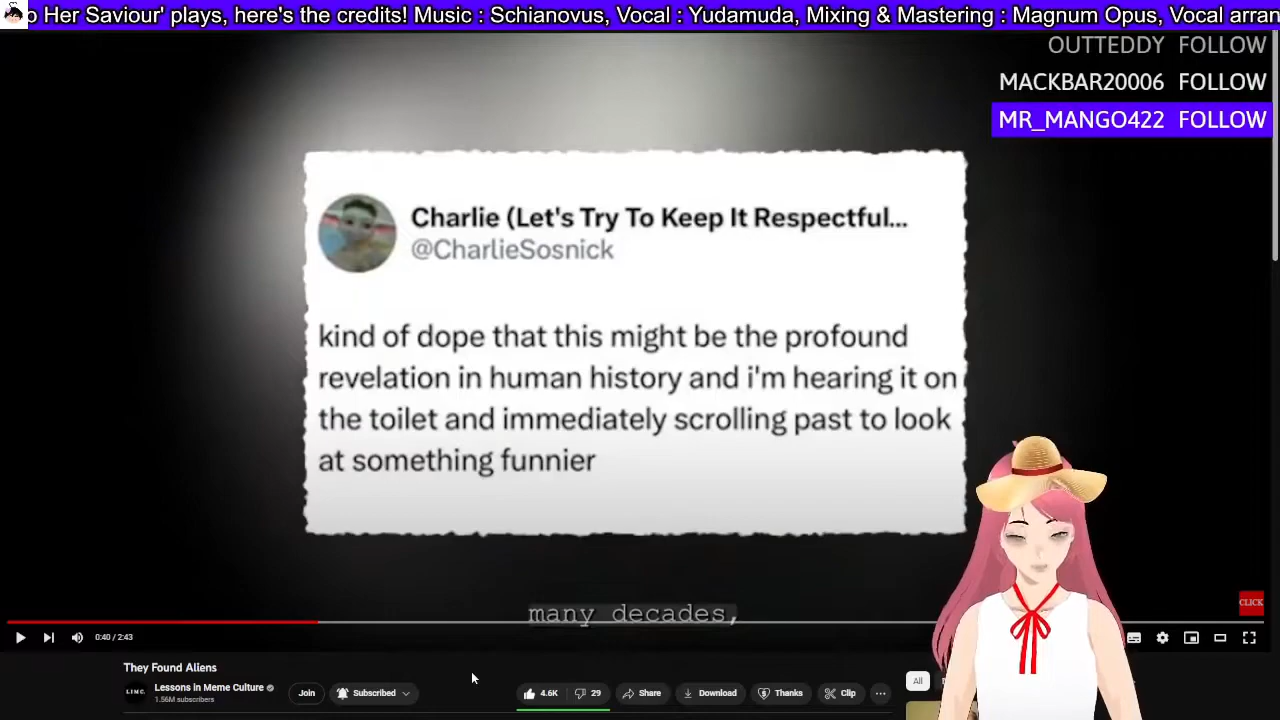 o Her Saviour' plays, here's the credits! Music : Schianovus, Vocal : Yudamuda, Mixing & Mastering : Magnum Opus, Vocal arran
OUTTEDDY FOLLOW
MACKBAR20006 FOLLOW
MR_MANGO422 FOLLOW
Charlie (Let's Try To Keep It Respectful...
@CharlieSosnick
kind of dope that this might be the profound
revelation in human history and i'm hearing it on
the toilet and immediately scrolling past to look
at something funnier
many decades,
CLICK
0:40 / 2:43
They Found Aliens
L.I.M.C.
Lessons in Meme Culture
1.56M subscribers
Join
Subscribed
4.6K
29
Share
Download
Thanks
Clip
...
All